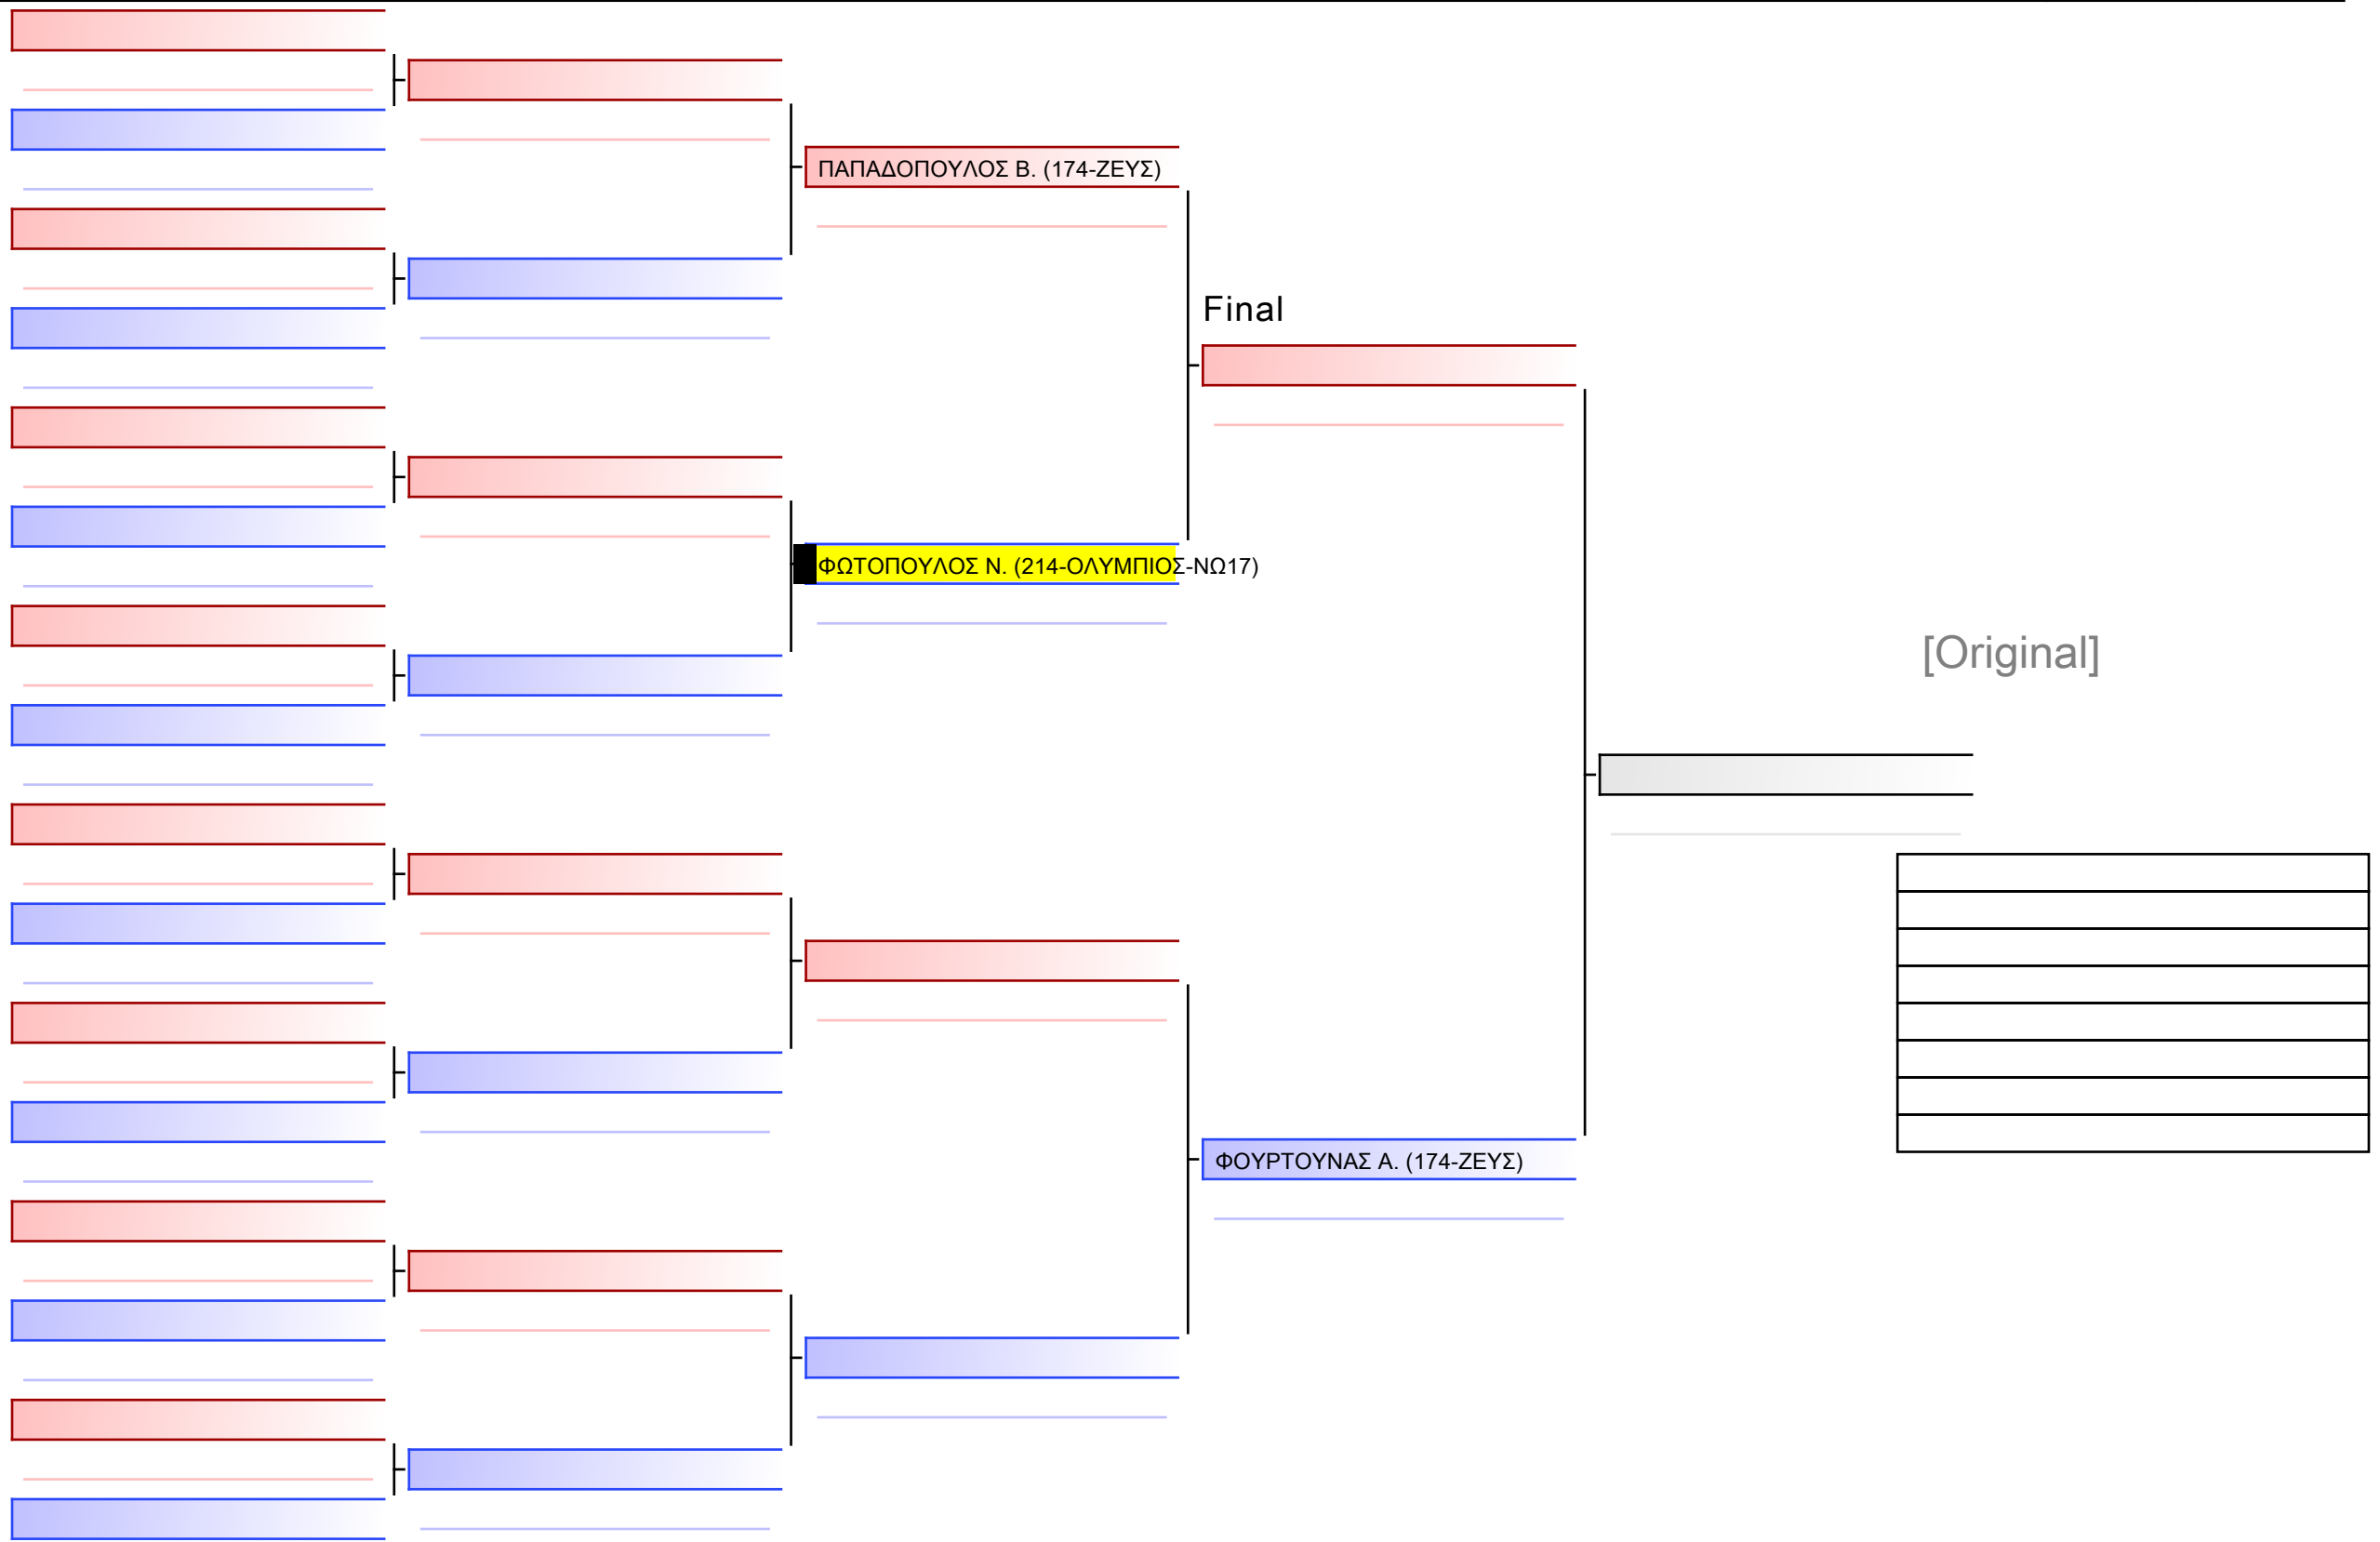 ΠΑΠΑΔΟΠΟΥΛΟΣ Β. (174-ΖΕΥΣ)
Final
ΦΩΤΟΠΟΥΛΟΣ Ν. (214-ΟΛΥΜΠΙΟΣ-ΝΩ17)
[Original]
ΦΟΥΡΤΟΥΝΑΣ Α. (174-ΖΕΥΣ)